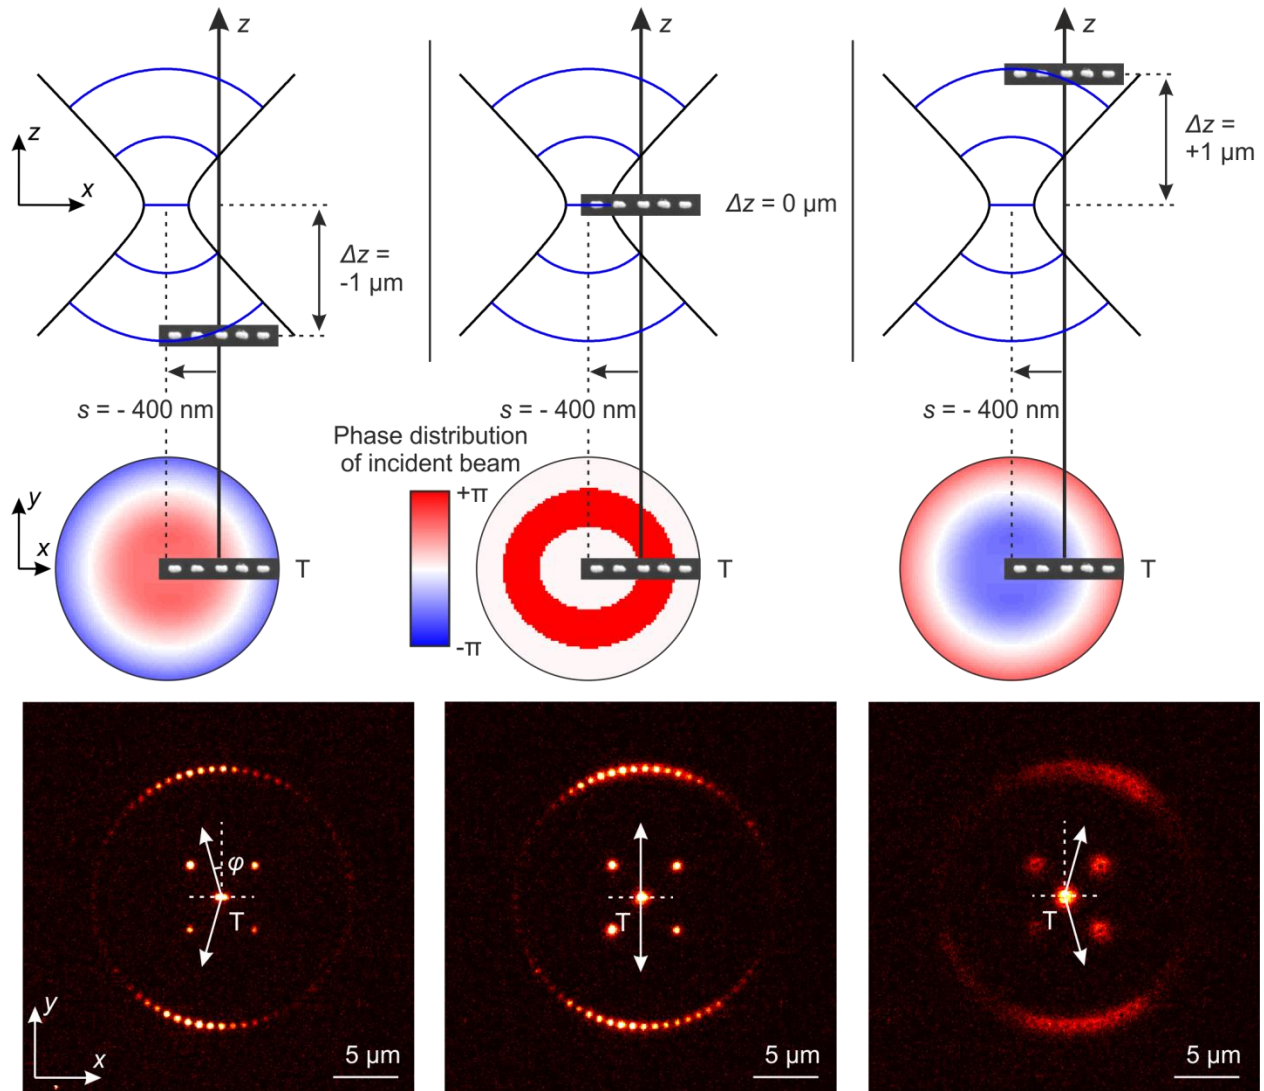 z
z
z
z
x
Δz =
-1 µm
Δz = 0 µm
Δz =
+1 µm
s = - 400 nm
s = - 400 nm
s = - 400 nm
Phase distribution
of incident beam
+π
-π
y
x
T
T
T
φ
T
T
T
y
x
5 µm
5 µm
5 µm